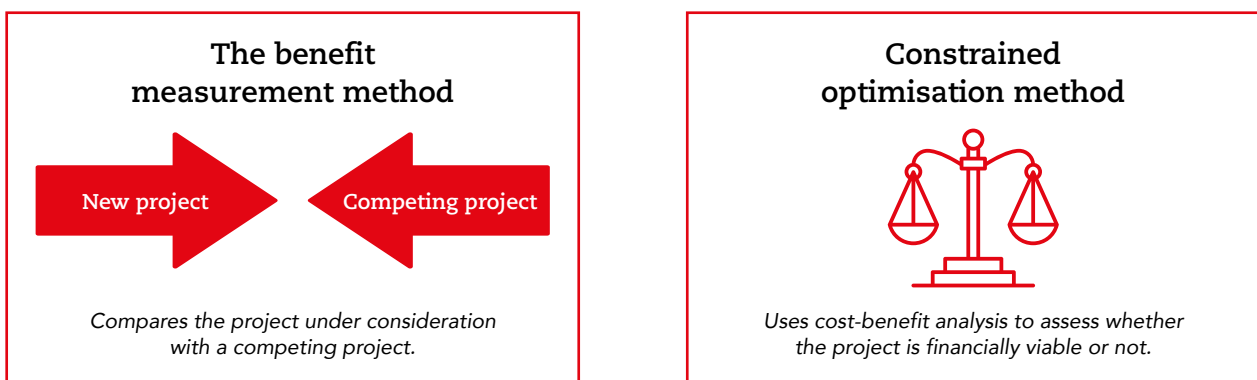 The benefit
measurement method
New project
Competing project
Compares the project under consideration
with a competing project.
Constrained
optimisation method
Uses cost-benefit analysis to assess whether
the project is financially viable or not.